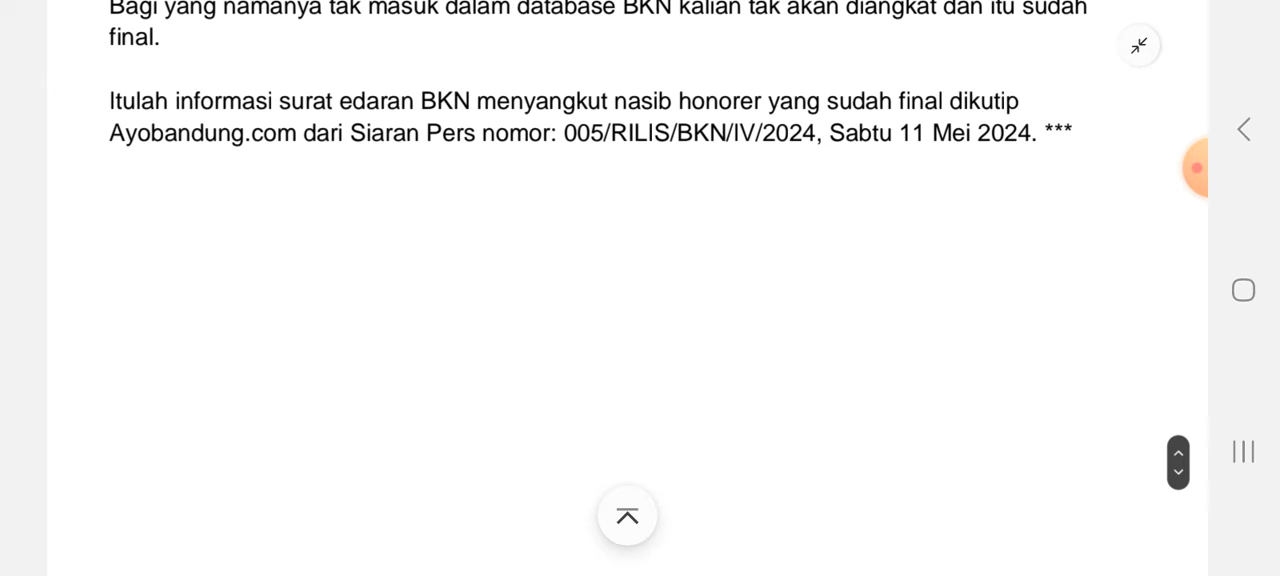 Bagi yang namanya tak masuk dalam database BKN kalian tak akan diangkat dan itu sudah
final.
Itulah informasi surat edaran BKN menyangkut nasib honorer yang sudah final dikutip
Ayobandung.com dari Siaran Pers nomor: 005/RILIS/BKN/IV/2024, Sabtu 11 Mei 2024. ***